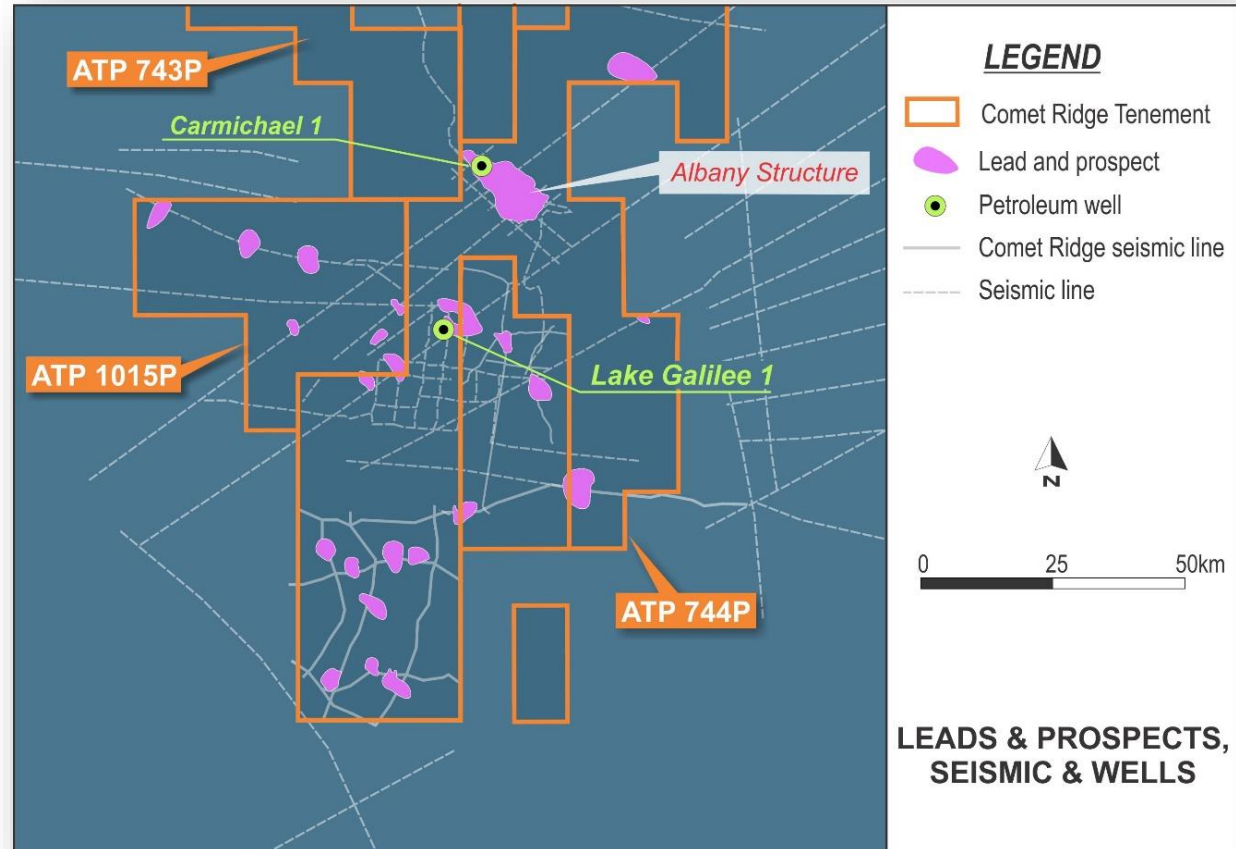 ATP 743P
Carmichael 1
Albany Structure
ATP 1015P
Lake Galilee 1
ATP 744P
LEGEND
Comet Ridge Tenement
Lead and prospect
Petroleum well
Comet Ridge seismic line
Seismic line
N
0 25 50km
LEADS & PROSPECTS,
SEISMIC & WELLS